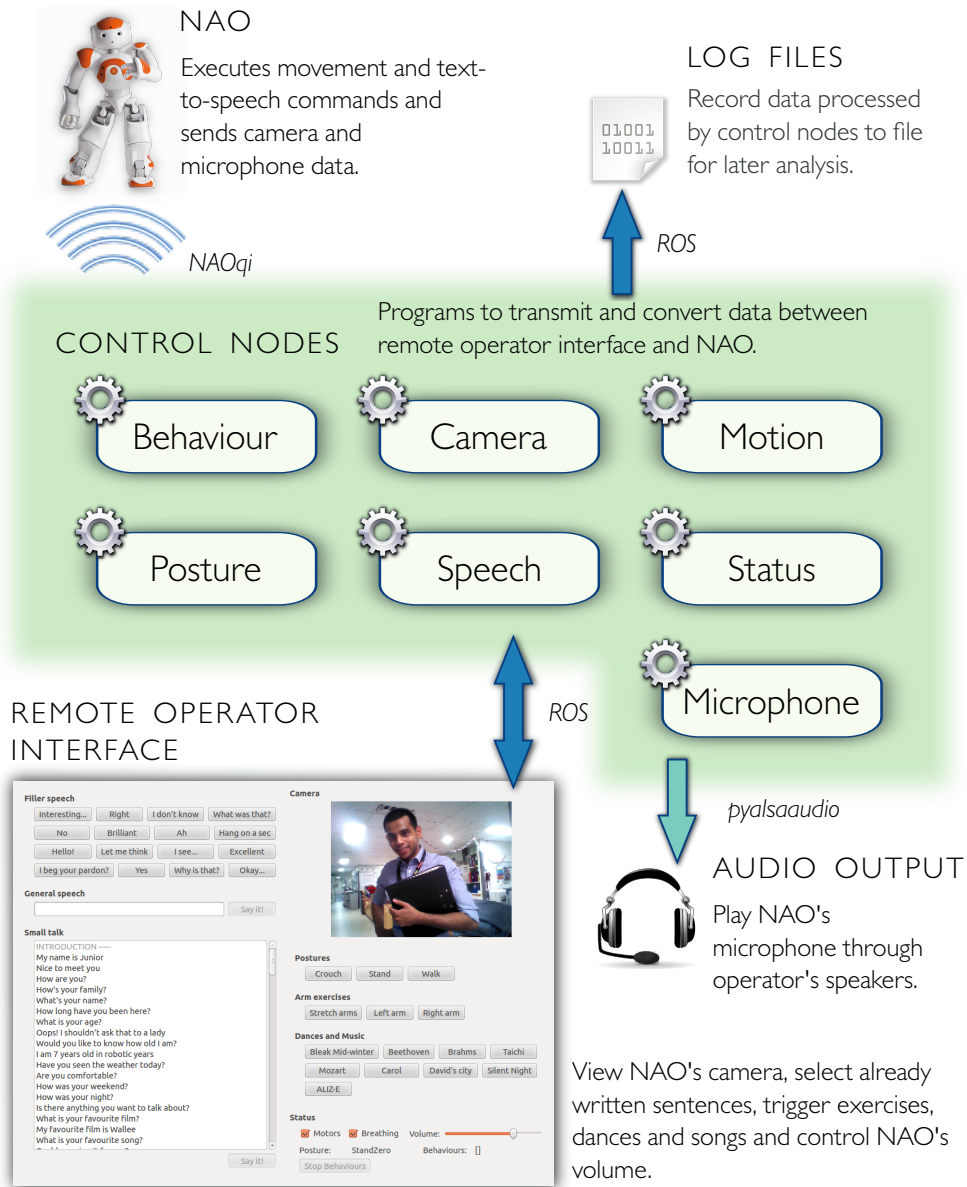 NAO
Executes movement and text-
to-speech commands and
sends camera and
microphone data.
LOG FILES
Record data processed
by control nodes to file
for later analysis.
01001
10011
NAOqi
ROS
CONTROL NODES
Programs to transmit and convert data between
remote operator interface and NAO.
Behaviour
Camera
Motion
Posture
Speech
Status
Microphone
ROS
pyalsaaudio
REMOTE OPERATOR
INTERFACE
Filler speech
Interesting... Right I don't know What was that?
No Brilliant Ah Hang on a sec
Hello! Let me think I see... Excellent
I beg your pardon? Yes Why is that? Okay...
General speech
Say it!
Small talk
INTRODUCTION ----
My name is Junior
Nice to meet you
How are you?
How's your family?
What's your name?
How long have you been here?
What is your age?
Oops! I shouldn't ask that to a lady
Would you like to know how old I am?
I am 7 years old in robotic years
Have you seen the weather today?
Are you comfortable?
How was your weekend?
How was your night?
Is there anything you want to talk about?
What is your favourite film?
My favourite film is Wallee
What is your favourite song?
Say it!
Camera
Postures
Crouch Stand Walk
Arm exercises
Stretch arms Left arm Right arm
Dances and Music
Bleak Mid-winter Beethoven Brahms Taichi
Mozart Carol David's city Silent Night
ALIZ-E
Status
Motors Breathing Volume:
Posture: StandZero Behaviours: []
Stop Behaviours
AUDIO OUTPUT
Play NAO's
microphone through
operator's speakers.
View NAO's camera, select already
written sentences, trigger exercises,
dances and songs and control NAO's
volume.